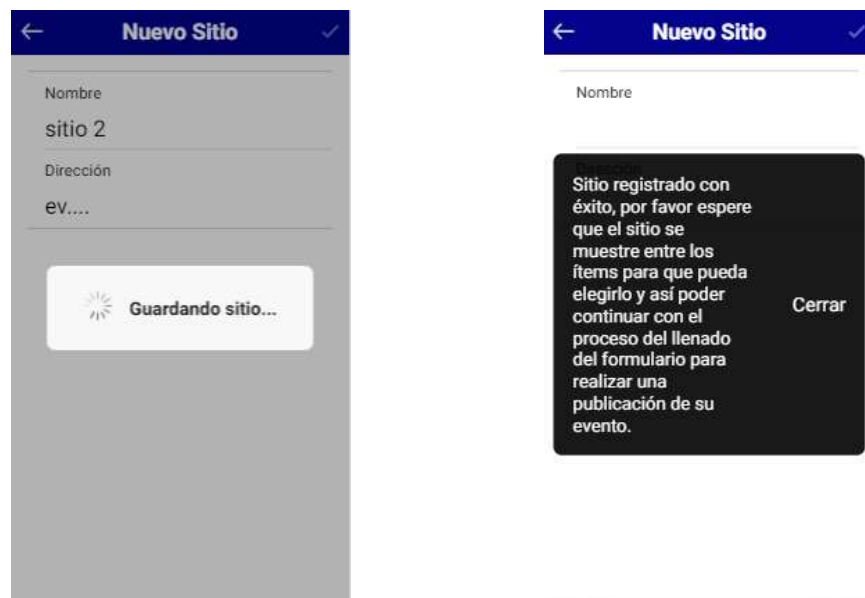 Nuevo Sitio
Nombre
sitio 2
Dirección
ev....
Guardando sitio...
Nuevo Sitio
Nombre
Dirección
Sitio registrado con
éxito, por favor espere
que el sitio se
muestre entre los
ítems para que pueda
elegirlo y así poder
continuar con el
proceso del llenado
del formulario para
realizar una
publicación de su
evento.
Cerrar